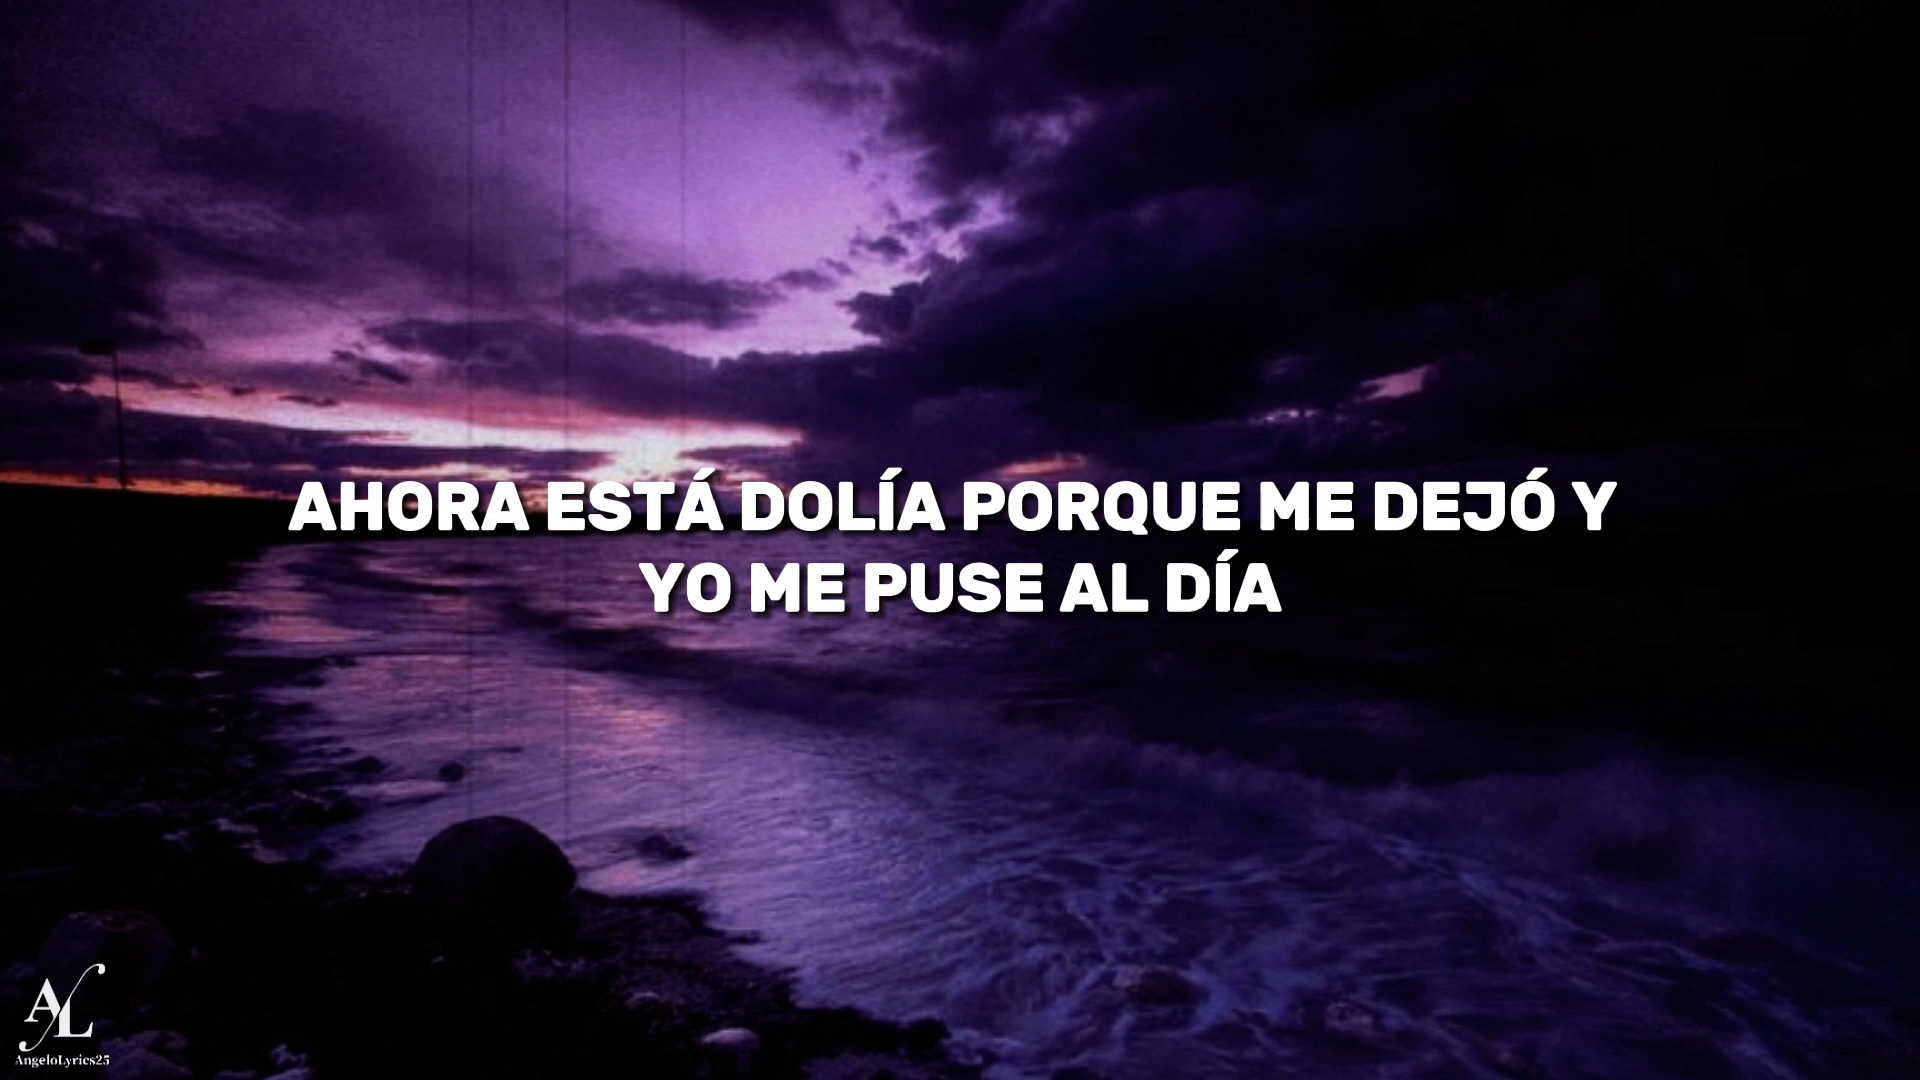 AHORA ESTÁ DOLÍA PORQUE ME DEJÓ Y
YO ME PUSE AL DÍA
AL
AngeloLyrics25